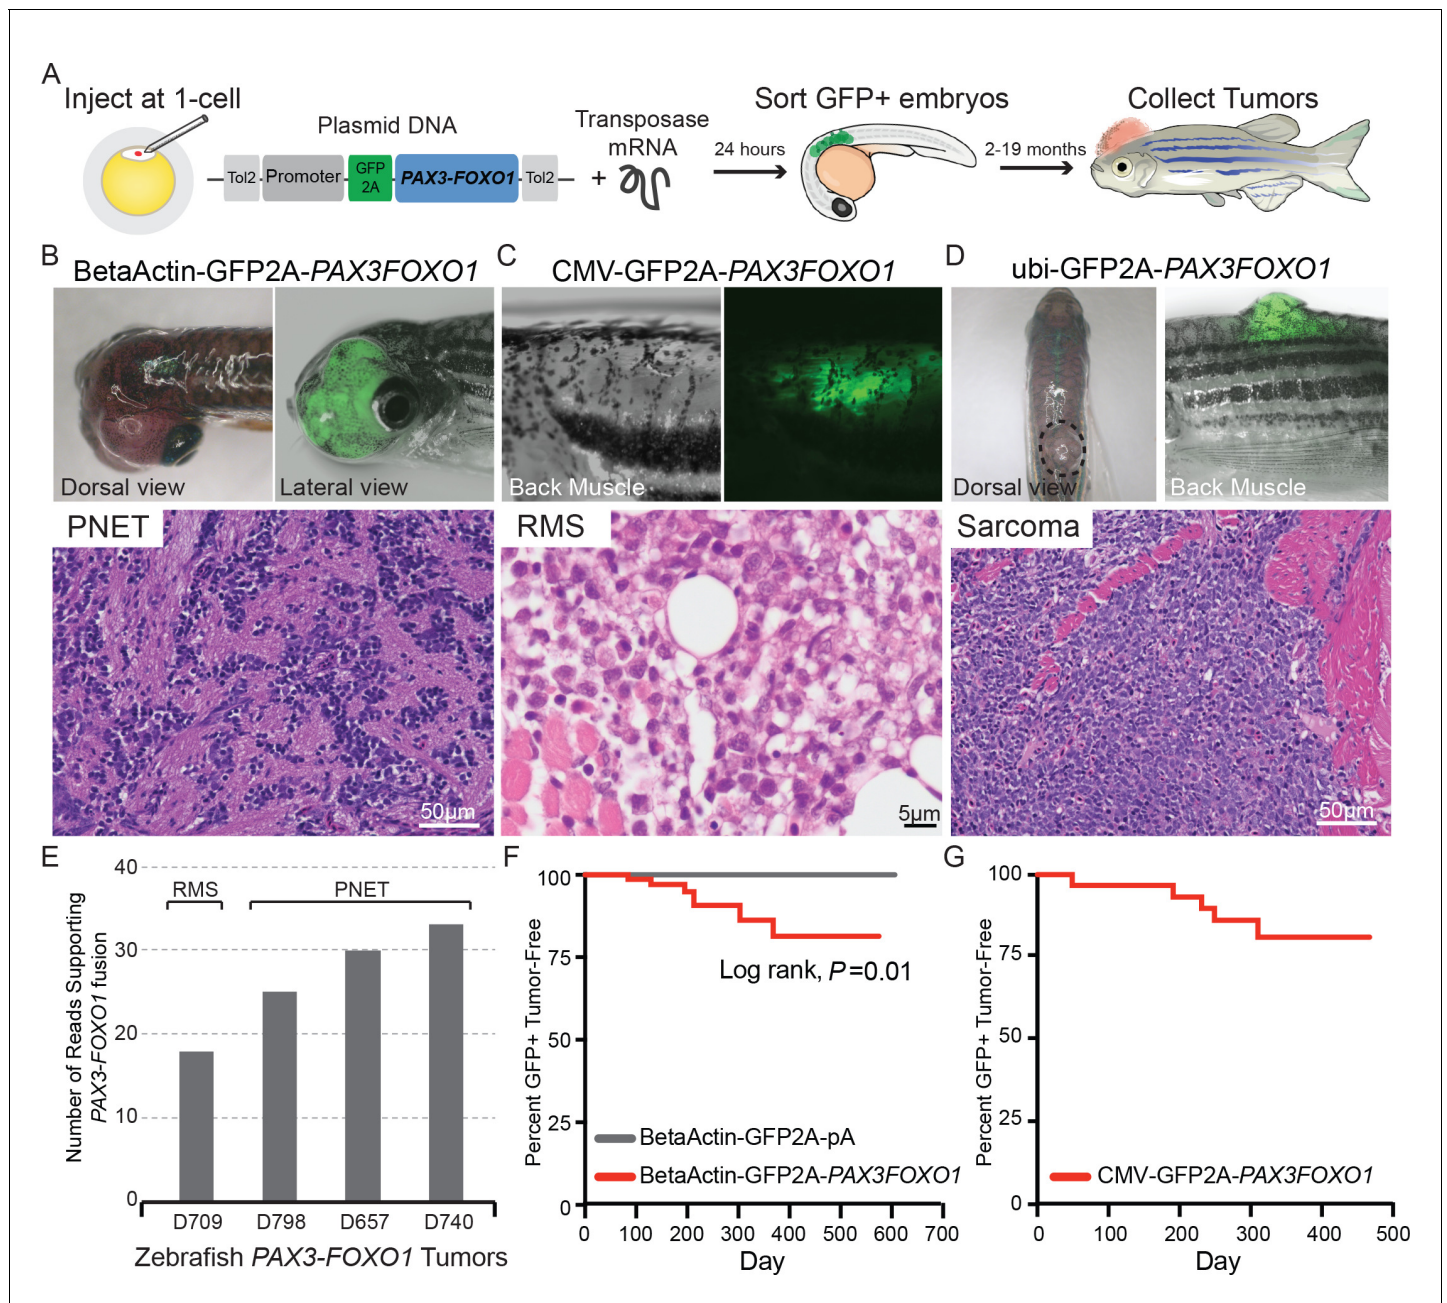 A
Inject at 1-cell
Plasmid DNA
Tol2
Promoter
GFP
2A
PAX3-FOXO1
Tol2
+
Transposase
mRNA
24 hours
Sort GFP+ embryos
2-19 months
Collect Tumors
B
BetaActin-GFP2A-PAX3FOXO1
Dorsal view
Lateral view
PNET
50µm
C
CMV-GFP2A-PAX3FOXO1
Back Muscle
RMS
5µm
D
ubi-GFP2A-PAX3FOXO1
Dorsal view
Back Muscle
Sarcoma
50µm
E
Number of Reads Supporting
PAX3-FOXO1 fusion
40
30
20
10
0
RMS
PNET
D709
D798
D657
D740
Zebrafish PAX3-FOXO1 Tumors
F
Percent GFP+ Tumor-Free
100
75
50
25
0
Log rank, P=0.01
BetaActin-GFP2A-pA
BetaActin-GFP2A-PAX3FOXO1
0 100 200 300 400 500 600 700
Day
G
Percent GFP+ Tumor-Free
100
75
50
25
0
CMV-GFP2A-PAX3FOXO1
0 100 200 300 400 500
Day